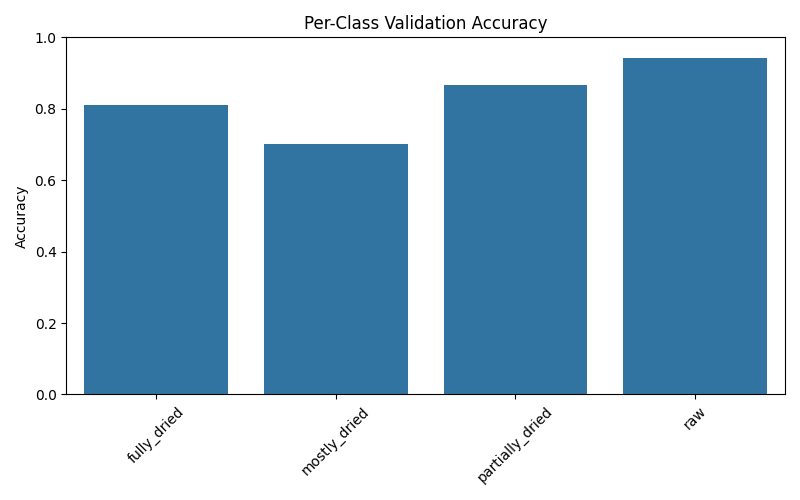 Per-Class Validation Accuracy
Accuracy
1.0
0.8
0.6
0.4
0.2
0.0
fully_dried
mostly_dried
partially_dried
raw